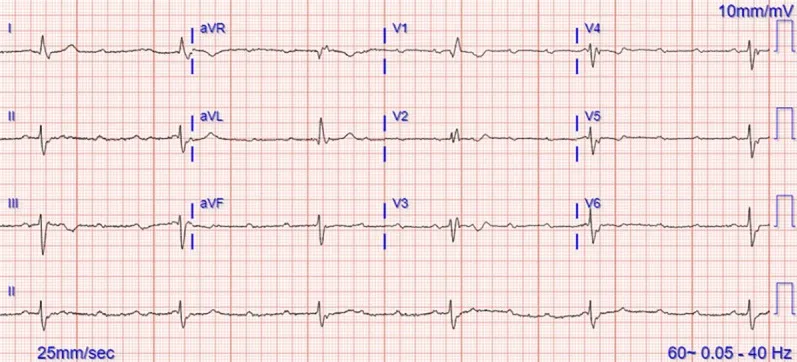 10mm/mV
I aVR V1 V4
II aVL V2 V5
III aVF V3 V6
II
25mm/sec 60~ 0.05 - 40 Hz